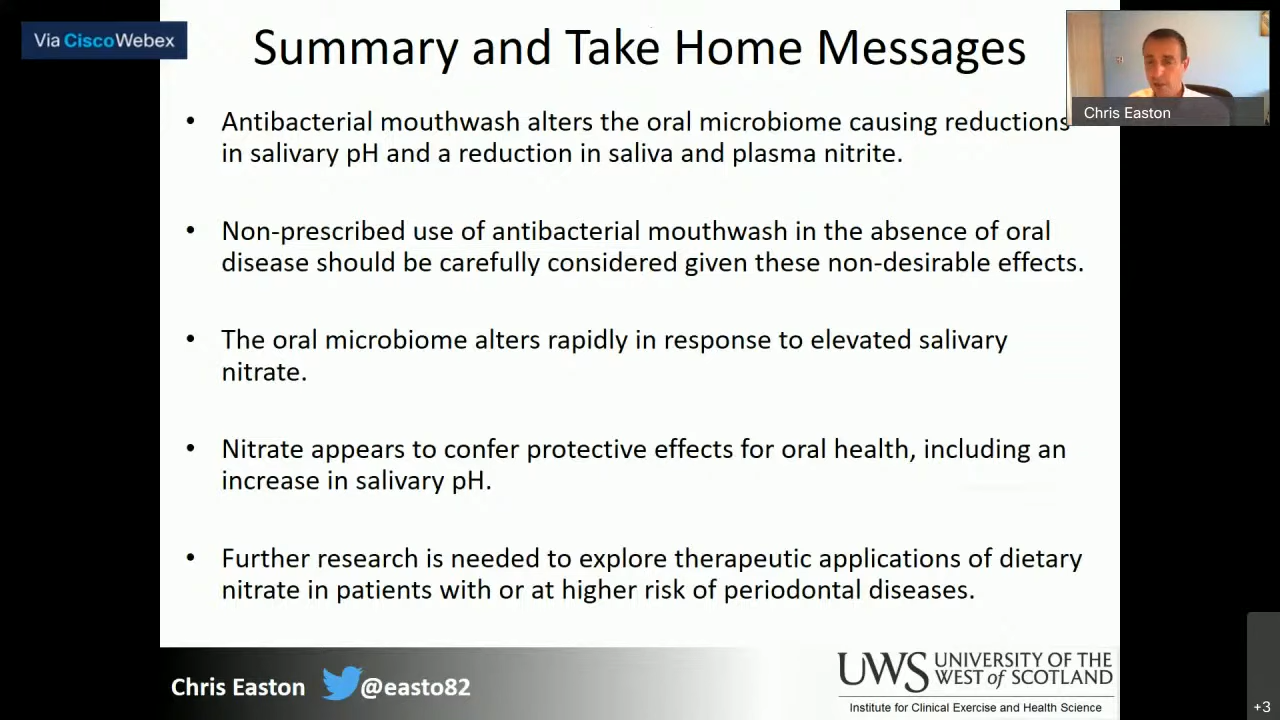 Via CiscoWebex
Summary and Take Home Messages
Chris Easton
• Antibacterial mouthwash alters the oral microbiome causing reductions
in salivary pH and a reduction in saliva and plasma nitrite.
• Non-prescribed use of antibacterial mouthwash in the absence of oral
disease should be carefully considered given these non-desirable effects.
• The oral microbiome alters rapidly in response to elevated salivary
nitrate.
• Nitrate appears to confer protective effects for oral health, including an
increase in salivary pH.
• Further research is needed to explore therapeutic applications of dietary
nitrate in patients with or at higher risk of periodontal diseases.
Chris Easton @easto82
UWS UNIVERSITY OF THE
WEST of SCOTLAND
Institute for Clinical Exercise and Health Science
+3